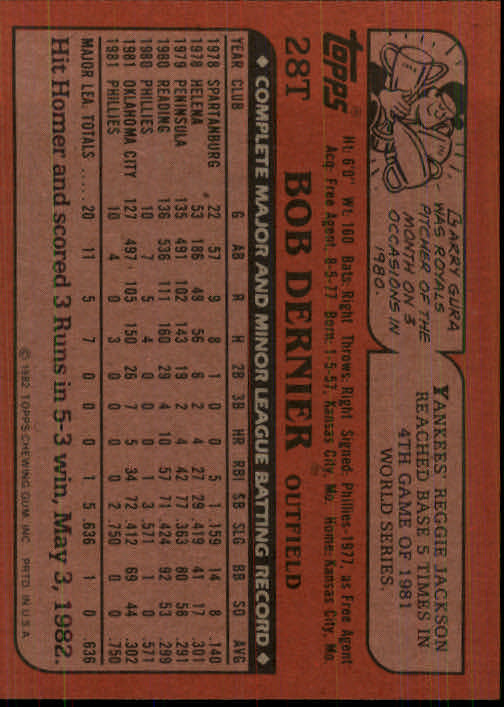 LARRY GURA
WAS ROYALS
PITCHER OF THE
MONTH ON 3
OCCASIONS IN
1980.
YANKEES' REGGIE JACKSON
REACHED BASE 5 TIMES IN
4TH GAME OF 1981
WORLD SERIES.
topps®
28T BOB DERNIER® OUTFIELD
Ht: 6'0" Wt: 160 Bats: Right Throws: Right Signed: Phillies-1977, as Free Agent
Acq: Free Agent, 8-5-77 Born: 1-5-57, Kansas City, Mo. Home: Kansas City, Mo.
◆ COMPLETE MAJOR AND MINOR LEAGUE BATTING RECORD ◆
YEAR CLUB G AB R H 2B 3B HR RBI SB SLG BB SO AVG
1978 SPARTANBURG 22 57 9 8 1 0 0 5 1 .159 14 8 .140
1978 HELENA 53 186 49 56 6 2 4 27 29 .419 41 17 .301
1979 PENINSULA 135 491 102 143 19 2 4 42 77 .363 80 58 .291
1980 READING 136 536 111 160 29 4 10 57 71 .424 92 53 .299
1980 PHILLIES 10 7 5 4 0 0 0 1 3 .571 1 0 .571
1981 OKLAHOMA CITY 127 497 105 150 26 7 5 34 72 .412 69 44 .302
1981 PHILLIES 10 4 0 3 0 0 0 0 2 .750 0 0 .750
MAJOR LEA. TOTALS ..... 20 11 5 7 0 0 0 1 5 .636 1 0 .636
Hit Homer and scored 3 Runs in 5-3 win, May 3, 1982.
© 1982 TOPPS CHEWING GUM INC. PRTD. IN U.S.A.